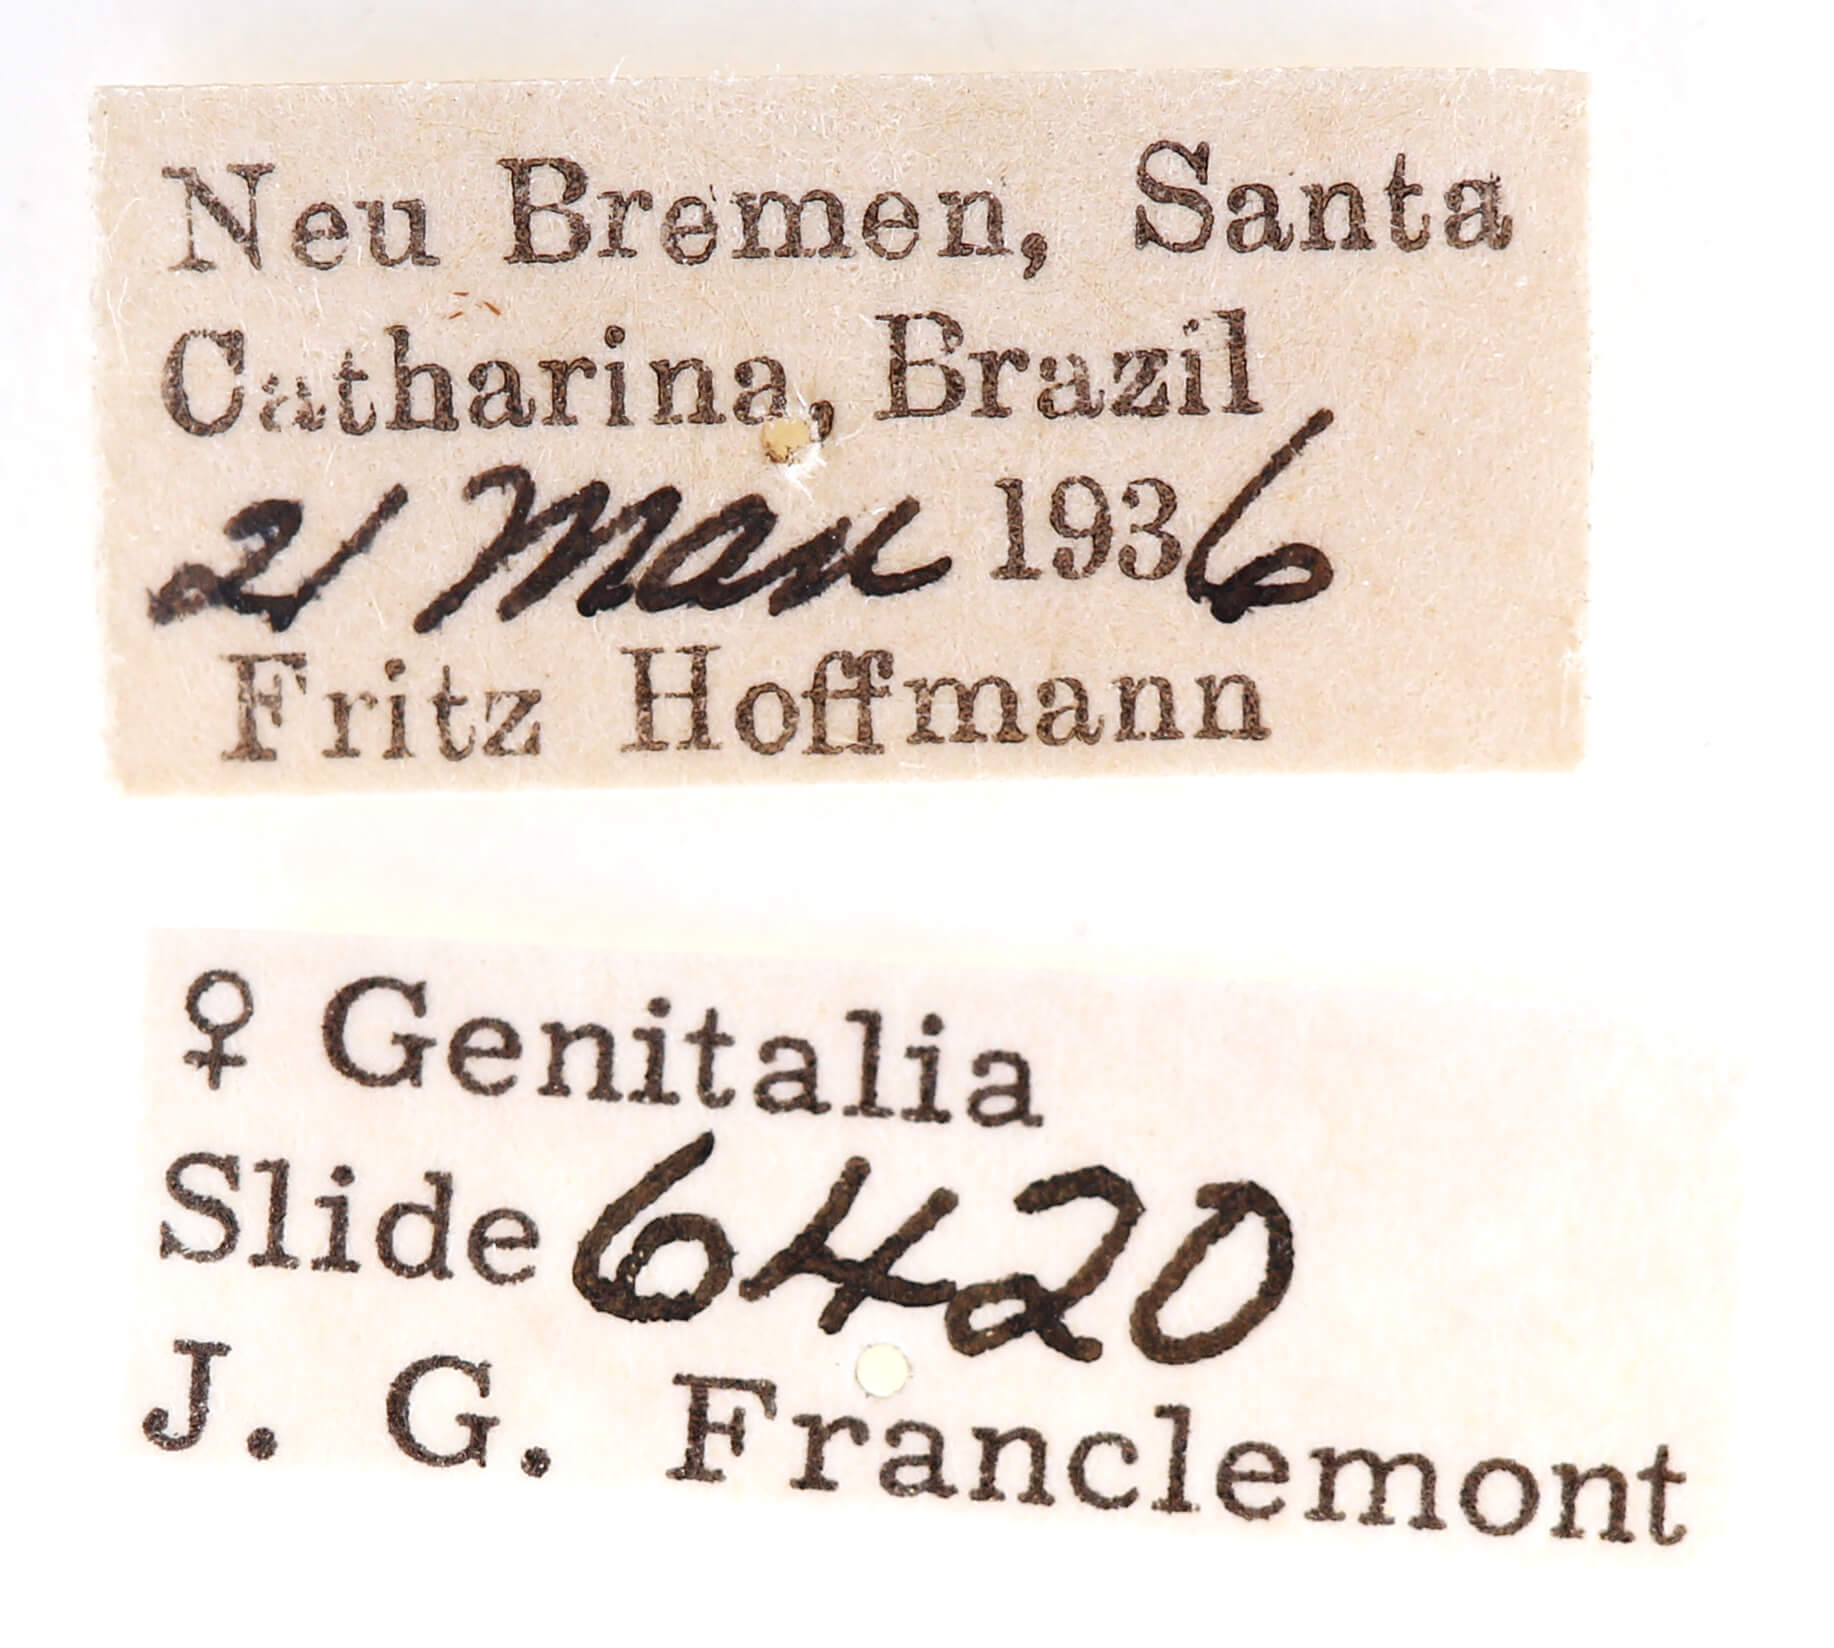 Neu Bremen, Santa
Catharina, Brazil
21 Mar 1936
Fritz Hoffmann
♀ Genitalia
Slide 6420
J. G. Franclemont